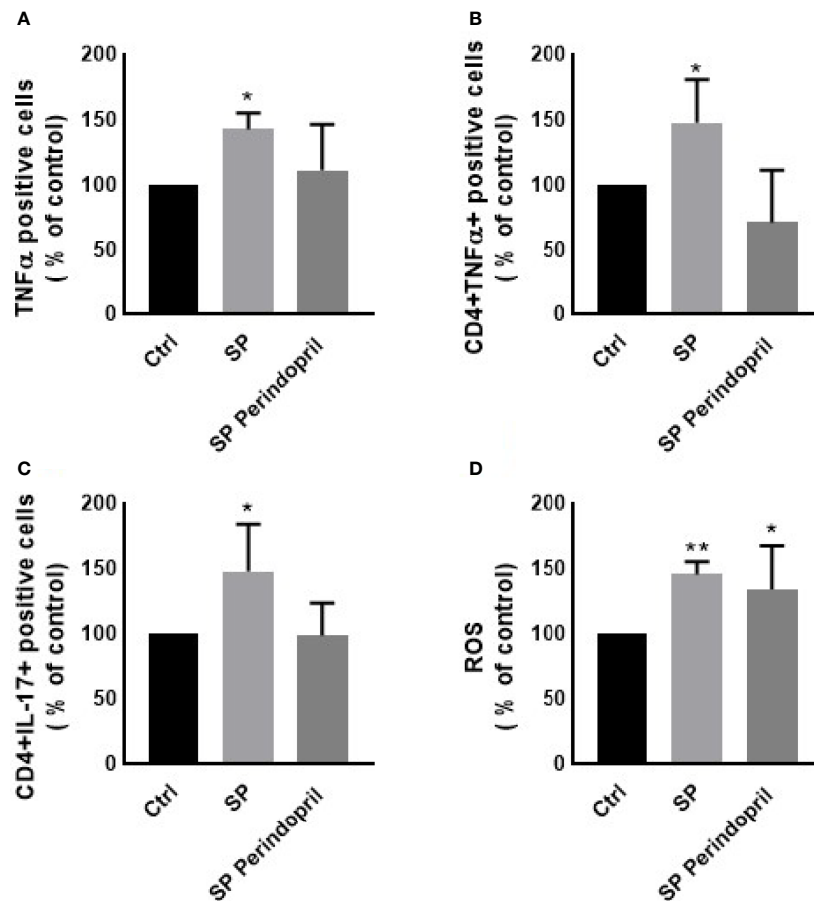 A
TNFα positive cells
( % of control)
200
150
100
50
0
*
Ctrl
SP
SP Perindopril
B
CD4+TNFα+ positive cells
( % of control)
200
150
100
50
0
*
Ctrl
SP
SP Perindopril
C
CD4+IL-17+ positive cells
( % of control)
200
150
100
50
0
*
Ctrl
SP
SP Perindopril
D
ROS
( % of control)
200
150
100
50
0
**
*
Ctrl
SP
SP Perindopril